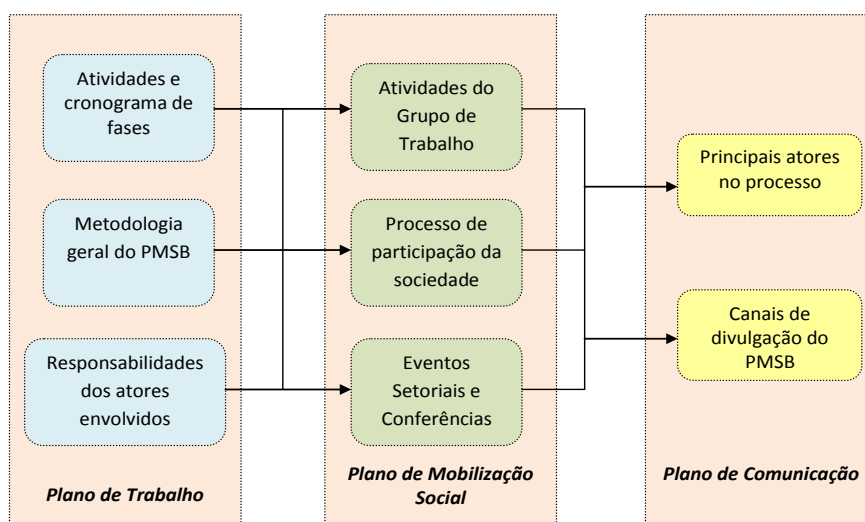 Atividades e
cronograma de
fases
Metodologia
geral do PMSB
Responsabilidades
dos atores
envolvidos
Plano de Trabalho
Atividades do
Grupo de
Trabalho
Processo de
participação da
sociedade
Eventos
Setoriais e
Conferências
Plano de Mobilização
Social
Principais atores
no processo
Canais de
divulgação do
PMSB
Plano de Comunicação